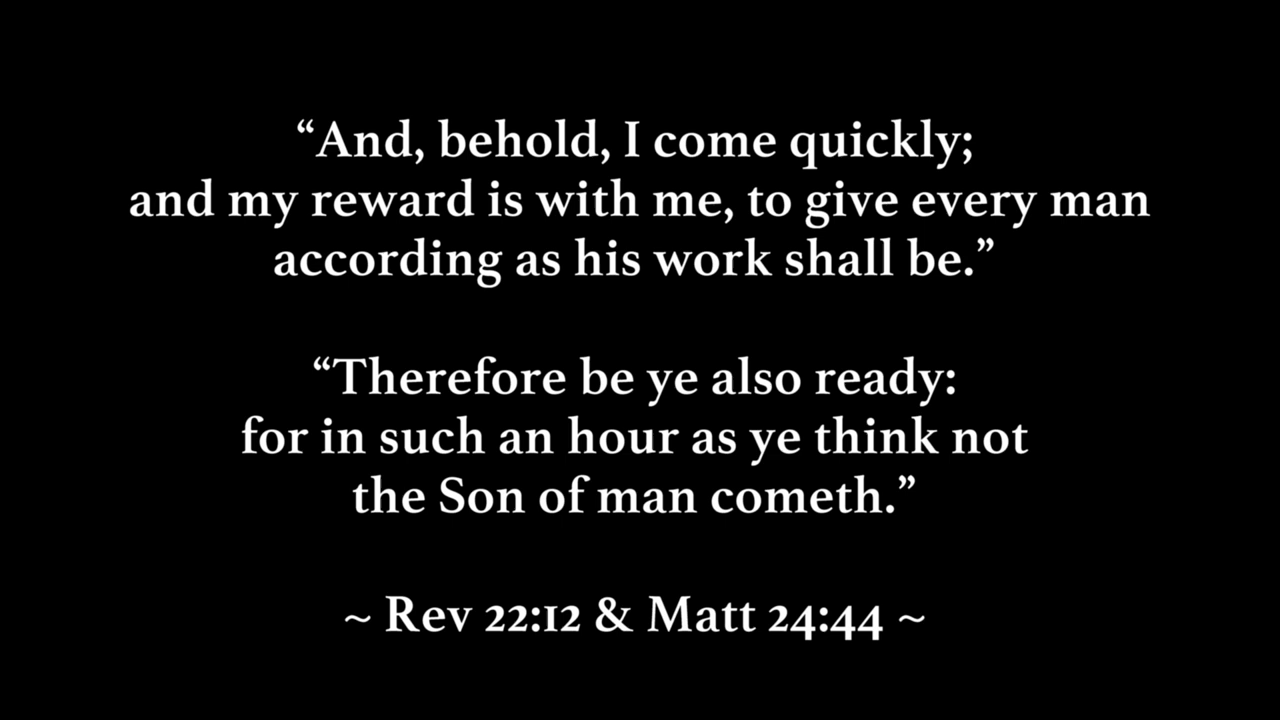 “And, behold, I come quickly;
and my reward is with me, to give every man
according as his work shall be.”
“Therefore be ye also ready:
for in such an hour as ye think not
the Son of man cometh.”
~ Rev 22:12 & Matt 24:44 ~